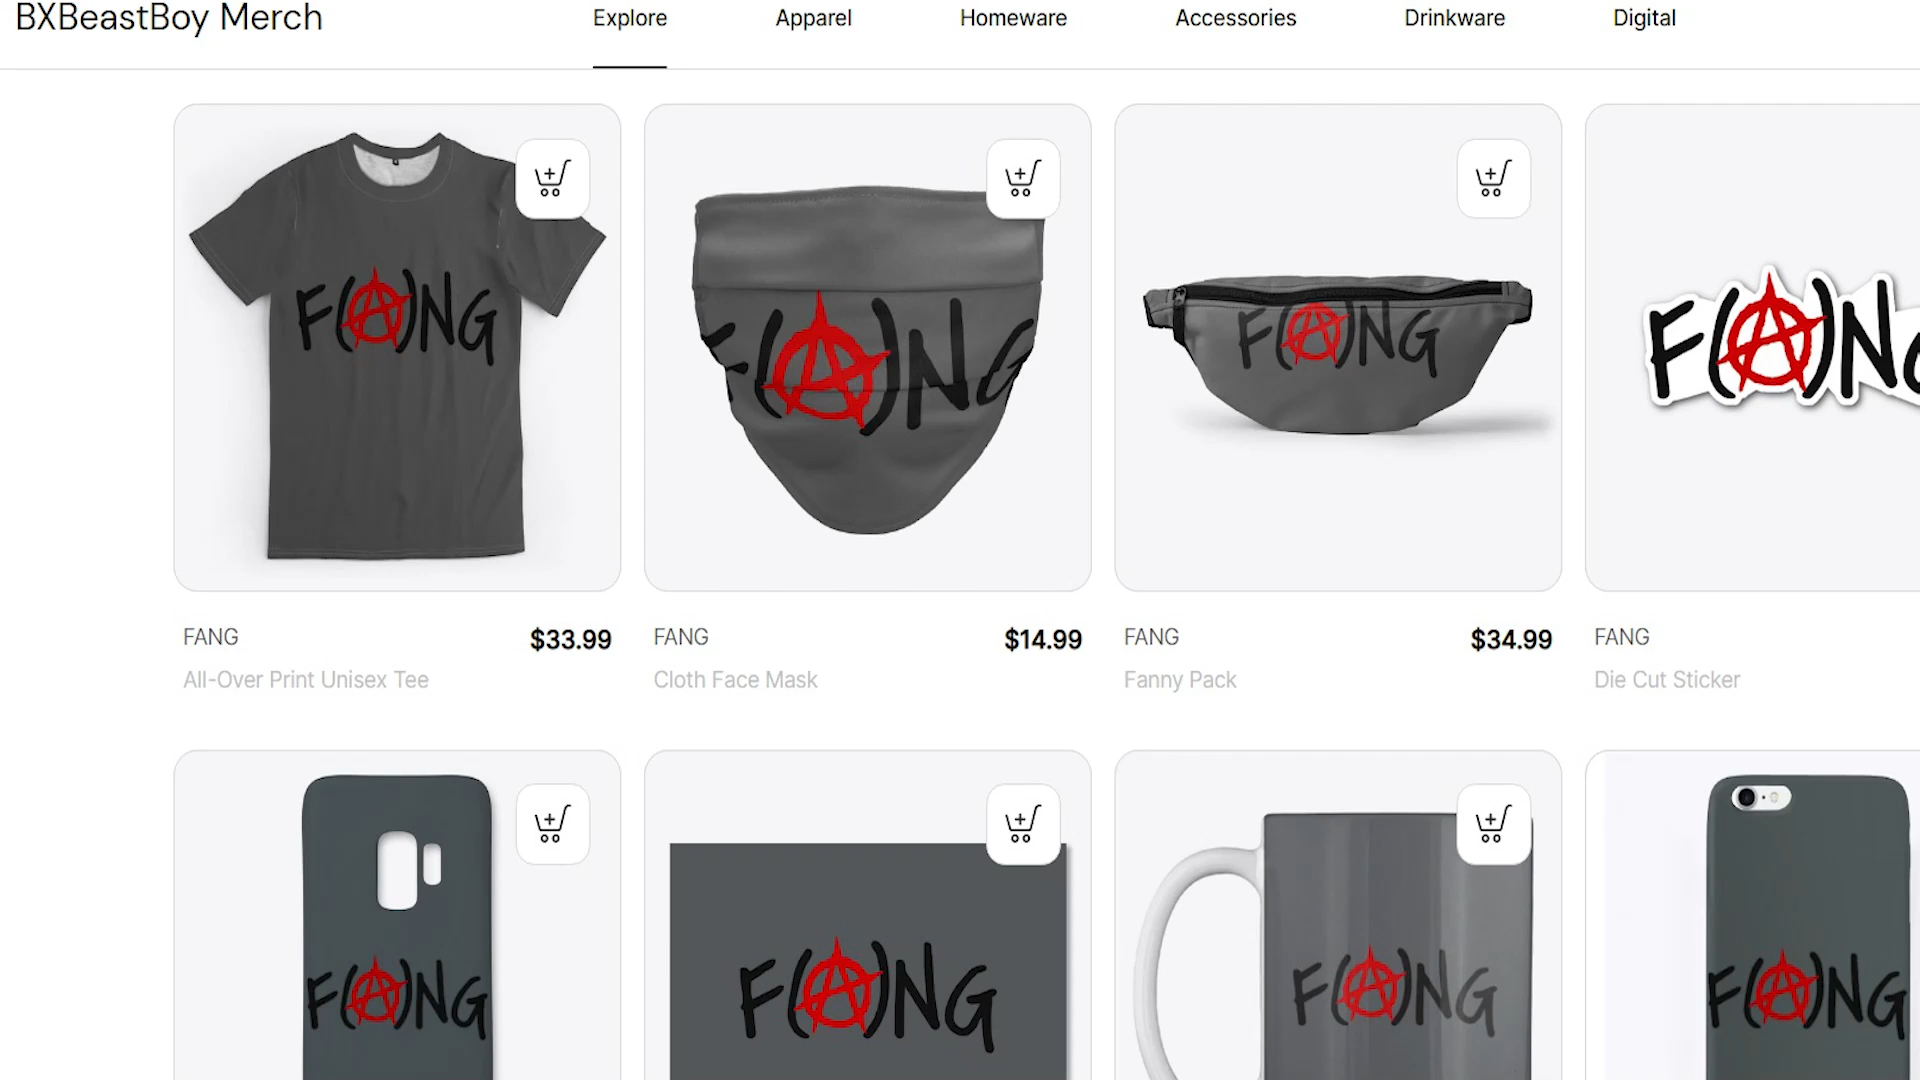 BXBeastBoy Merch
Explore Apparel Homeware Accessories Drinkware Digital
F(A)NG
F(A)NG
F(A)NG
F(A)N
FANG $33.99
All-Over Print Unisex Tee
FANG $14.99
Cloth Face Mask
FANG $34.99
Fanny Pack
FANG
Die Cut Sticker
F(A)NG
F(A)NG
F(A)NG
F(A)NG